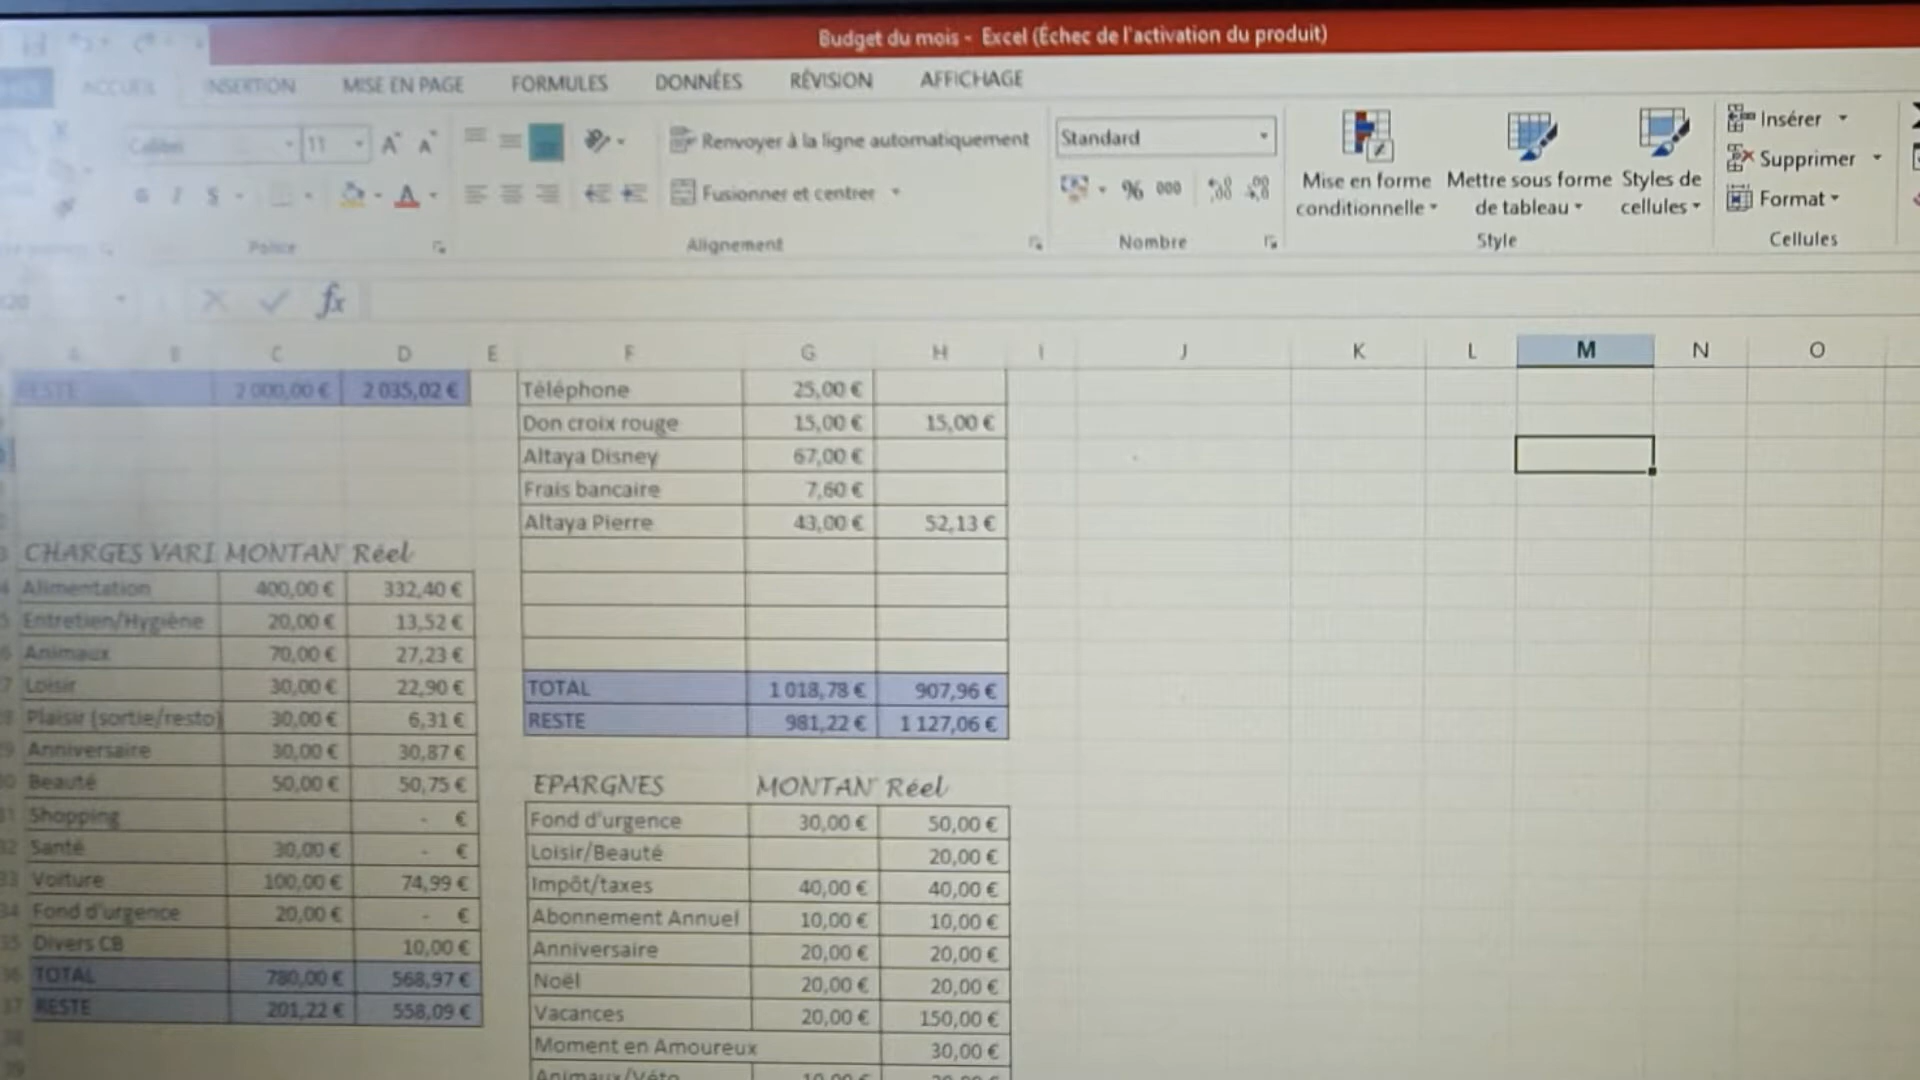 Budget du mois - Excel (Échec de l'activation du produit)
ACCUEIL INSERTION MISE EN PAGE FORMULES DONNÉES RÉVISION AFFICHAGE
Calibri 11 A A Renvoyer à la ligne automatiquement Standard Insérer
G I S A Fusionner et centrer % 000 Mise en forme conditionnelle Mettre sous forme de tableau Styles de cellules Supprimer
Format
Police Alignement Nombre Style Cellules
fx
A B C D E F G H I J K L M N O
RESTE 2 000,00 € 2 035,02 € Téléphone 25,00 €
Don croix rouge 15,00 € 15,00 €
Altaya Disney 67,00 €
Frais bancaire 7,60 €
Altaya Pierre 43,00 € 52,13 €
CHARGES VARI MONTAN Réel
Alimentation 400,00 € 332,40 €
Entretien/Hygiène 20,00 € 13,52 €
Animaux 70,00 € 27,23 €
Loisir 30,00 € 22,90 €
Plaisir (sortie/resto) 30,00 € 6,31 €
Anniversaire 30,00 € 30,87 €
Beauté 50,00 € 50,75 €
Shopping - €
Santé 30,00 € - €
Voiture 100,00 € 74,99 €
Fond d'urgence 20,00 € - €
Divers CB 10,00 €
TOTAL 780,00 € 568,97 €
RESTE 201,22 € 558,09 €
TOTAL 1 018,78 € 907,96 €
RESTE 981,22 € 1 127,06 €
EPARGNES MONTAN Réel
Fond d'urgence 30,00 € 50,00 €
Loisir/Beauté 20,00 €
Impôt/taxes 40,00 € 40,00 €
Abonnement Annuel 10,00 € 10,00 €
Anniversaire 20,00 € 20,00 €
Noël 20,00 € 20,00 €
Vacances 20,00 € 150,00 €
Moment en Amoureux 30,00 €
Animaux/Véto